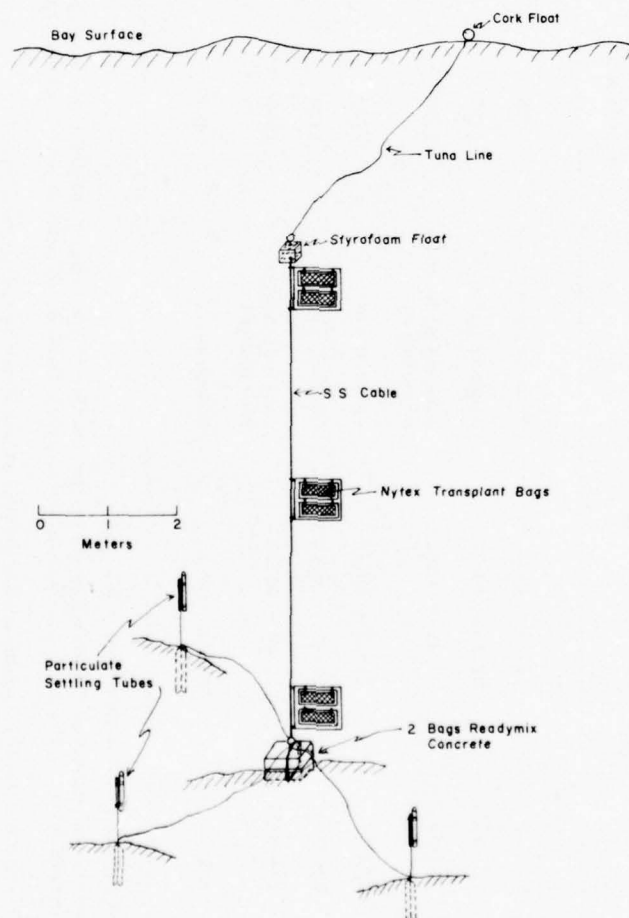 Cork Float
Bay Surface
Tuna Line
Styrofoam Float
S S Cable
Nytex Transplant Bags
0 1 2
Meters
Particulate
Settling Tubes
2 Bags Readymix
Concrete